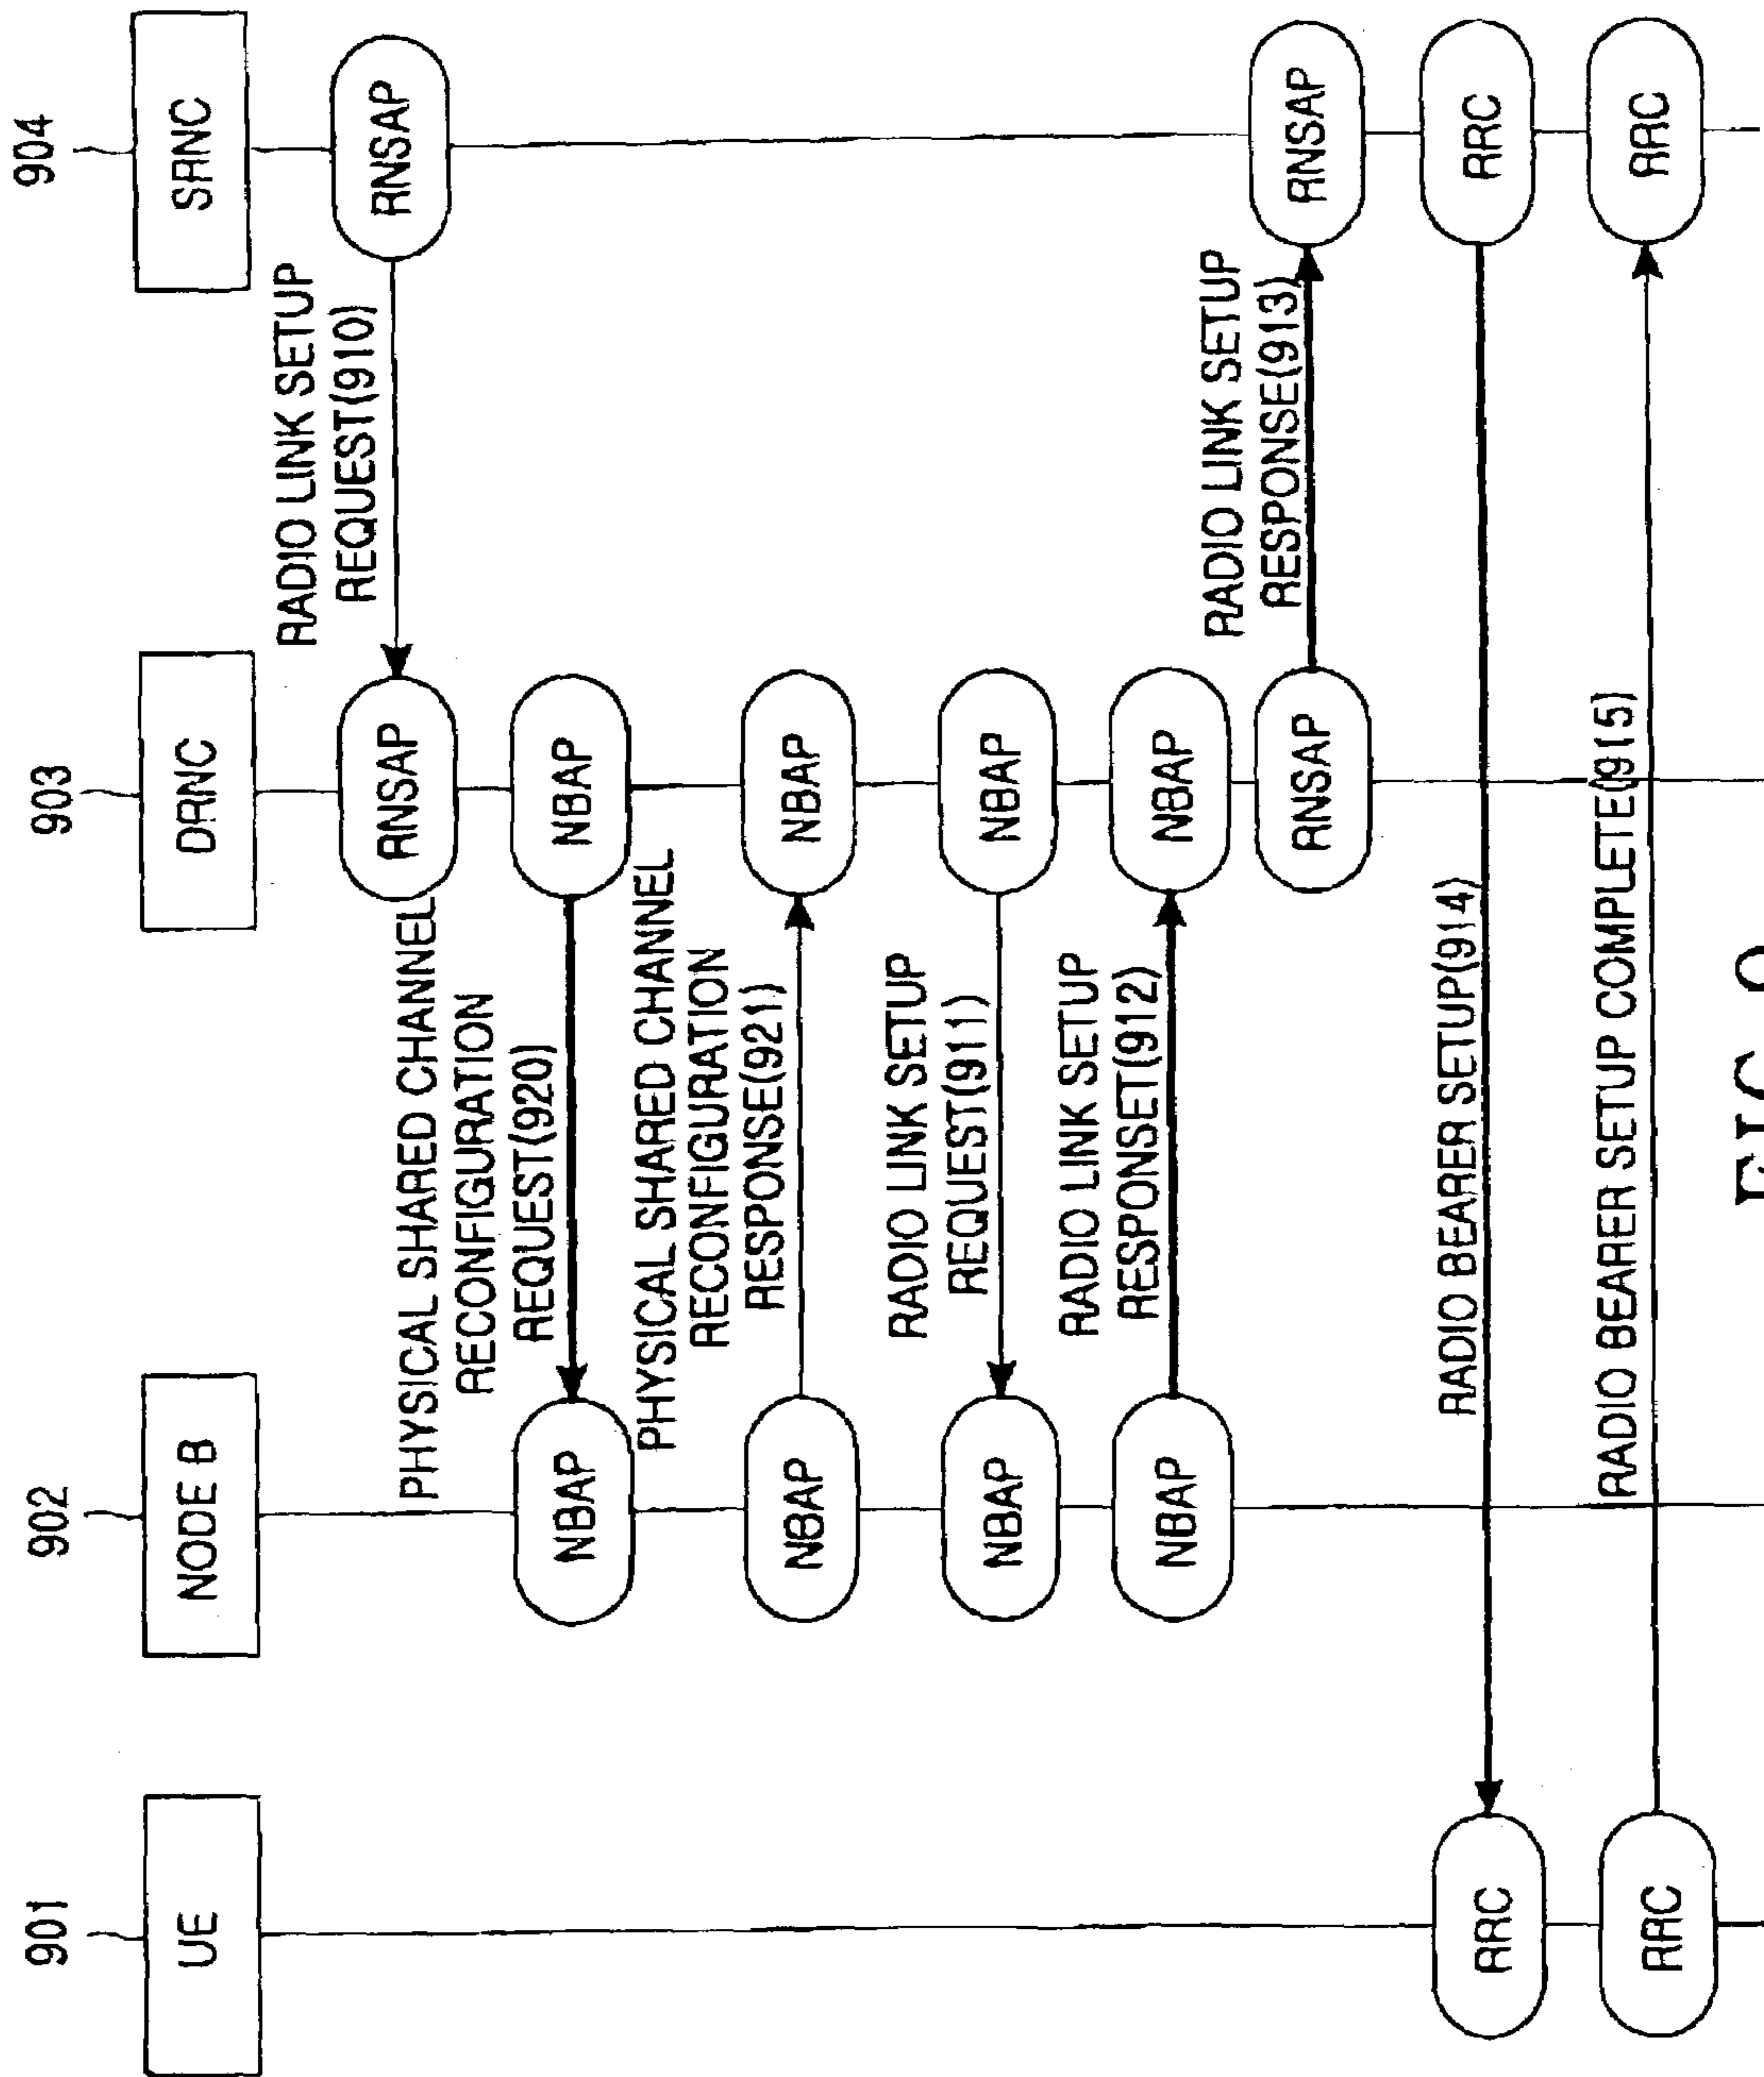 901
902
903
904
UE
NODE B
DRNC
SRNC
RNSAP
RADIO LINK SETUP
REQUEST(910)
RNSAP
PHYSICAL SHARED CHANNEL
RECONFIGURATION
REQUEST(920)
NBAP
NBAP
PHYSICAL SHARED CHANNEL
RECONFIGURATION
RESPONSE(921)
NBAP
NBAP
RADIO LINK SETUP
REQUEST(911)
NBAP
NBAP
RADIO LINK SETUP
RESPONSET(912)
NBAP
NBAP
RADIO LINK SETUP
RESPONSE(913)
RNSAP
RNSAP
RADIO BEARER SETUP(914)
RRC
RRC
RADIO BEARER SETUP COMPLETE(915)
RRC
RRC